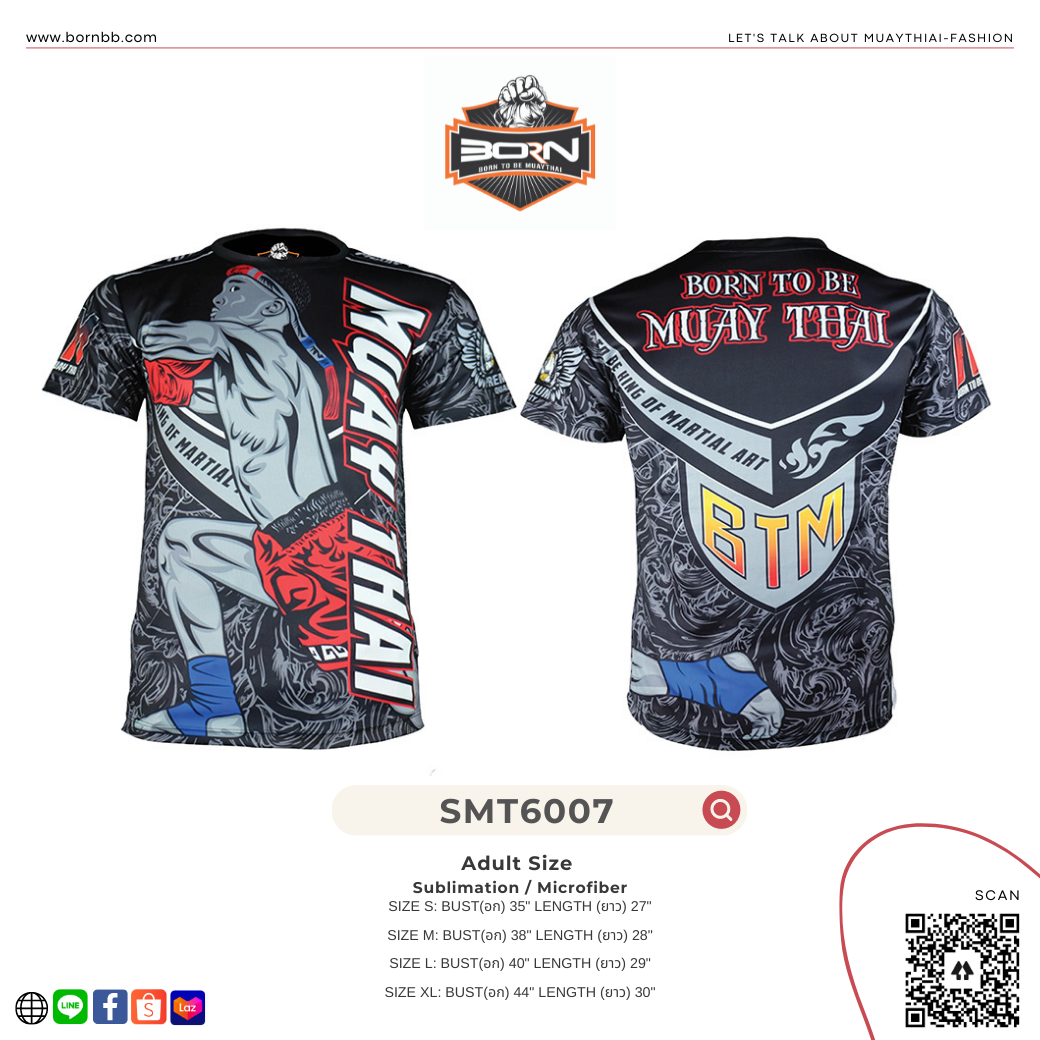 www.bornbb.com
LET'S TALK ABOUT MUAYTHIAI-FASHION
BORN
BORN TO BE MUAYTHAI
MUAY THAI
KING OF MARTIAL
BORN TO BE
MUAY THAI
BE KING OF MARTIAL ART
BTM
SMT6007
Adult Size
Sublimation / Microfiber
SIZE S: BUST(อก) 35" LENGTH (ยาว) 27"
SIZE M: BUST(อก) 38" LENGTH (ยาว) 28"
SIZE L: BUST(อก) 40" LENGTH (ยาว) 29"
SIZE XL: BUST(อก) 44" LENGTH (ยาว) 30"
SCAN
LINE
f
S
Laz